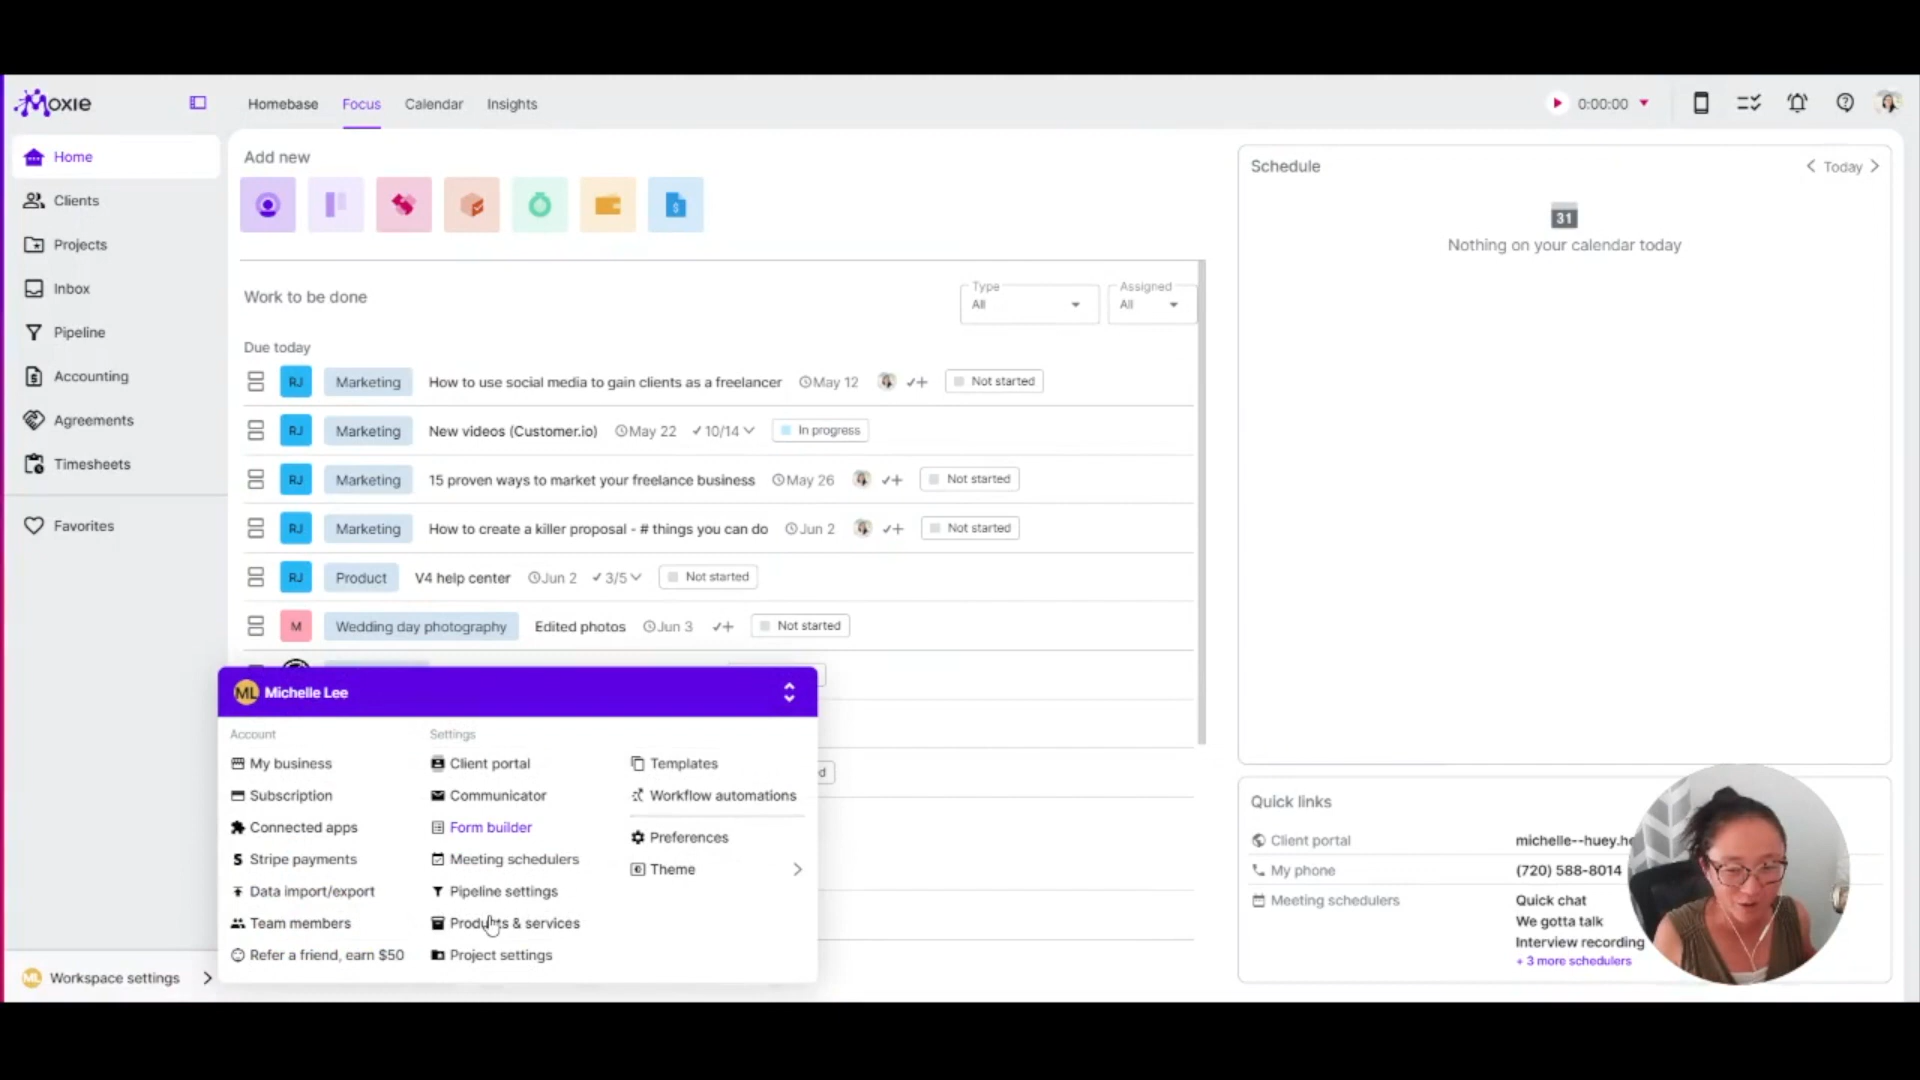 Moxie
Homebase Focus Calendar Insights
0:00:00
Home
Clients
Projects
Inbox
Pipeline
Accounting
Agreements
Timesheets
Favorites
Workspace settings
Add new
Work to be done
Type
All
Assigned
All
Due today
RJ Marketing How to use social media to gain clients as a freelancer May 12 Not started
RJ Marketing New videos (Customer.io) May 22 10/14 In progress
RJ Marketing 15 proven ways to market your freelance business May 26 Not started
RJ Marketing How to create a killer proposal - # things you can do Jun 2 Not started
RJ Product V4 help center Jun 2 3/5 Not started
M Wedding day photography Edited photos Jun 3 Not started
d
ML Michelle Lee
Account
My business
Subscription
Connected apps
Stripe payments
Data import/export
Team members
Refer a friend, earn $50
Settings
Client portal
Communicator
Form builder
Meeting schedulers
Pipeline settings
Products & services
Project settings
Templates
Workflow automations
Preferences
Theme
Schedule
Today
31
Nothing on your calendar today
Quick links
Client portal michelle--huey.he
My phone (720) 588-8014
Meeting schedulers Quick chat
We gotta talk
Interview recording
+ 3 more schedulers